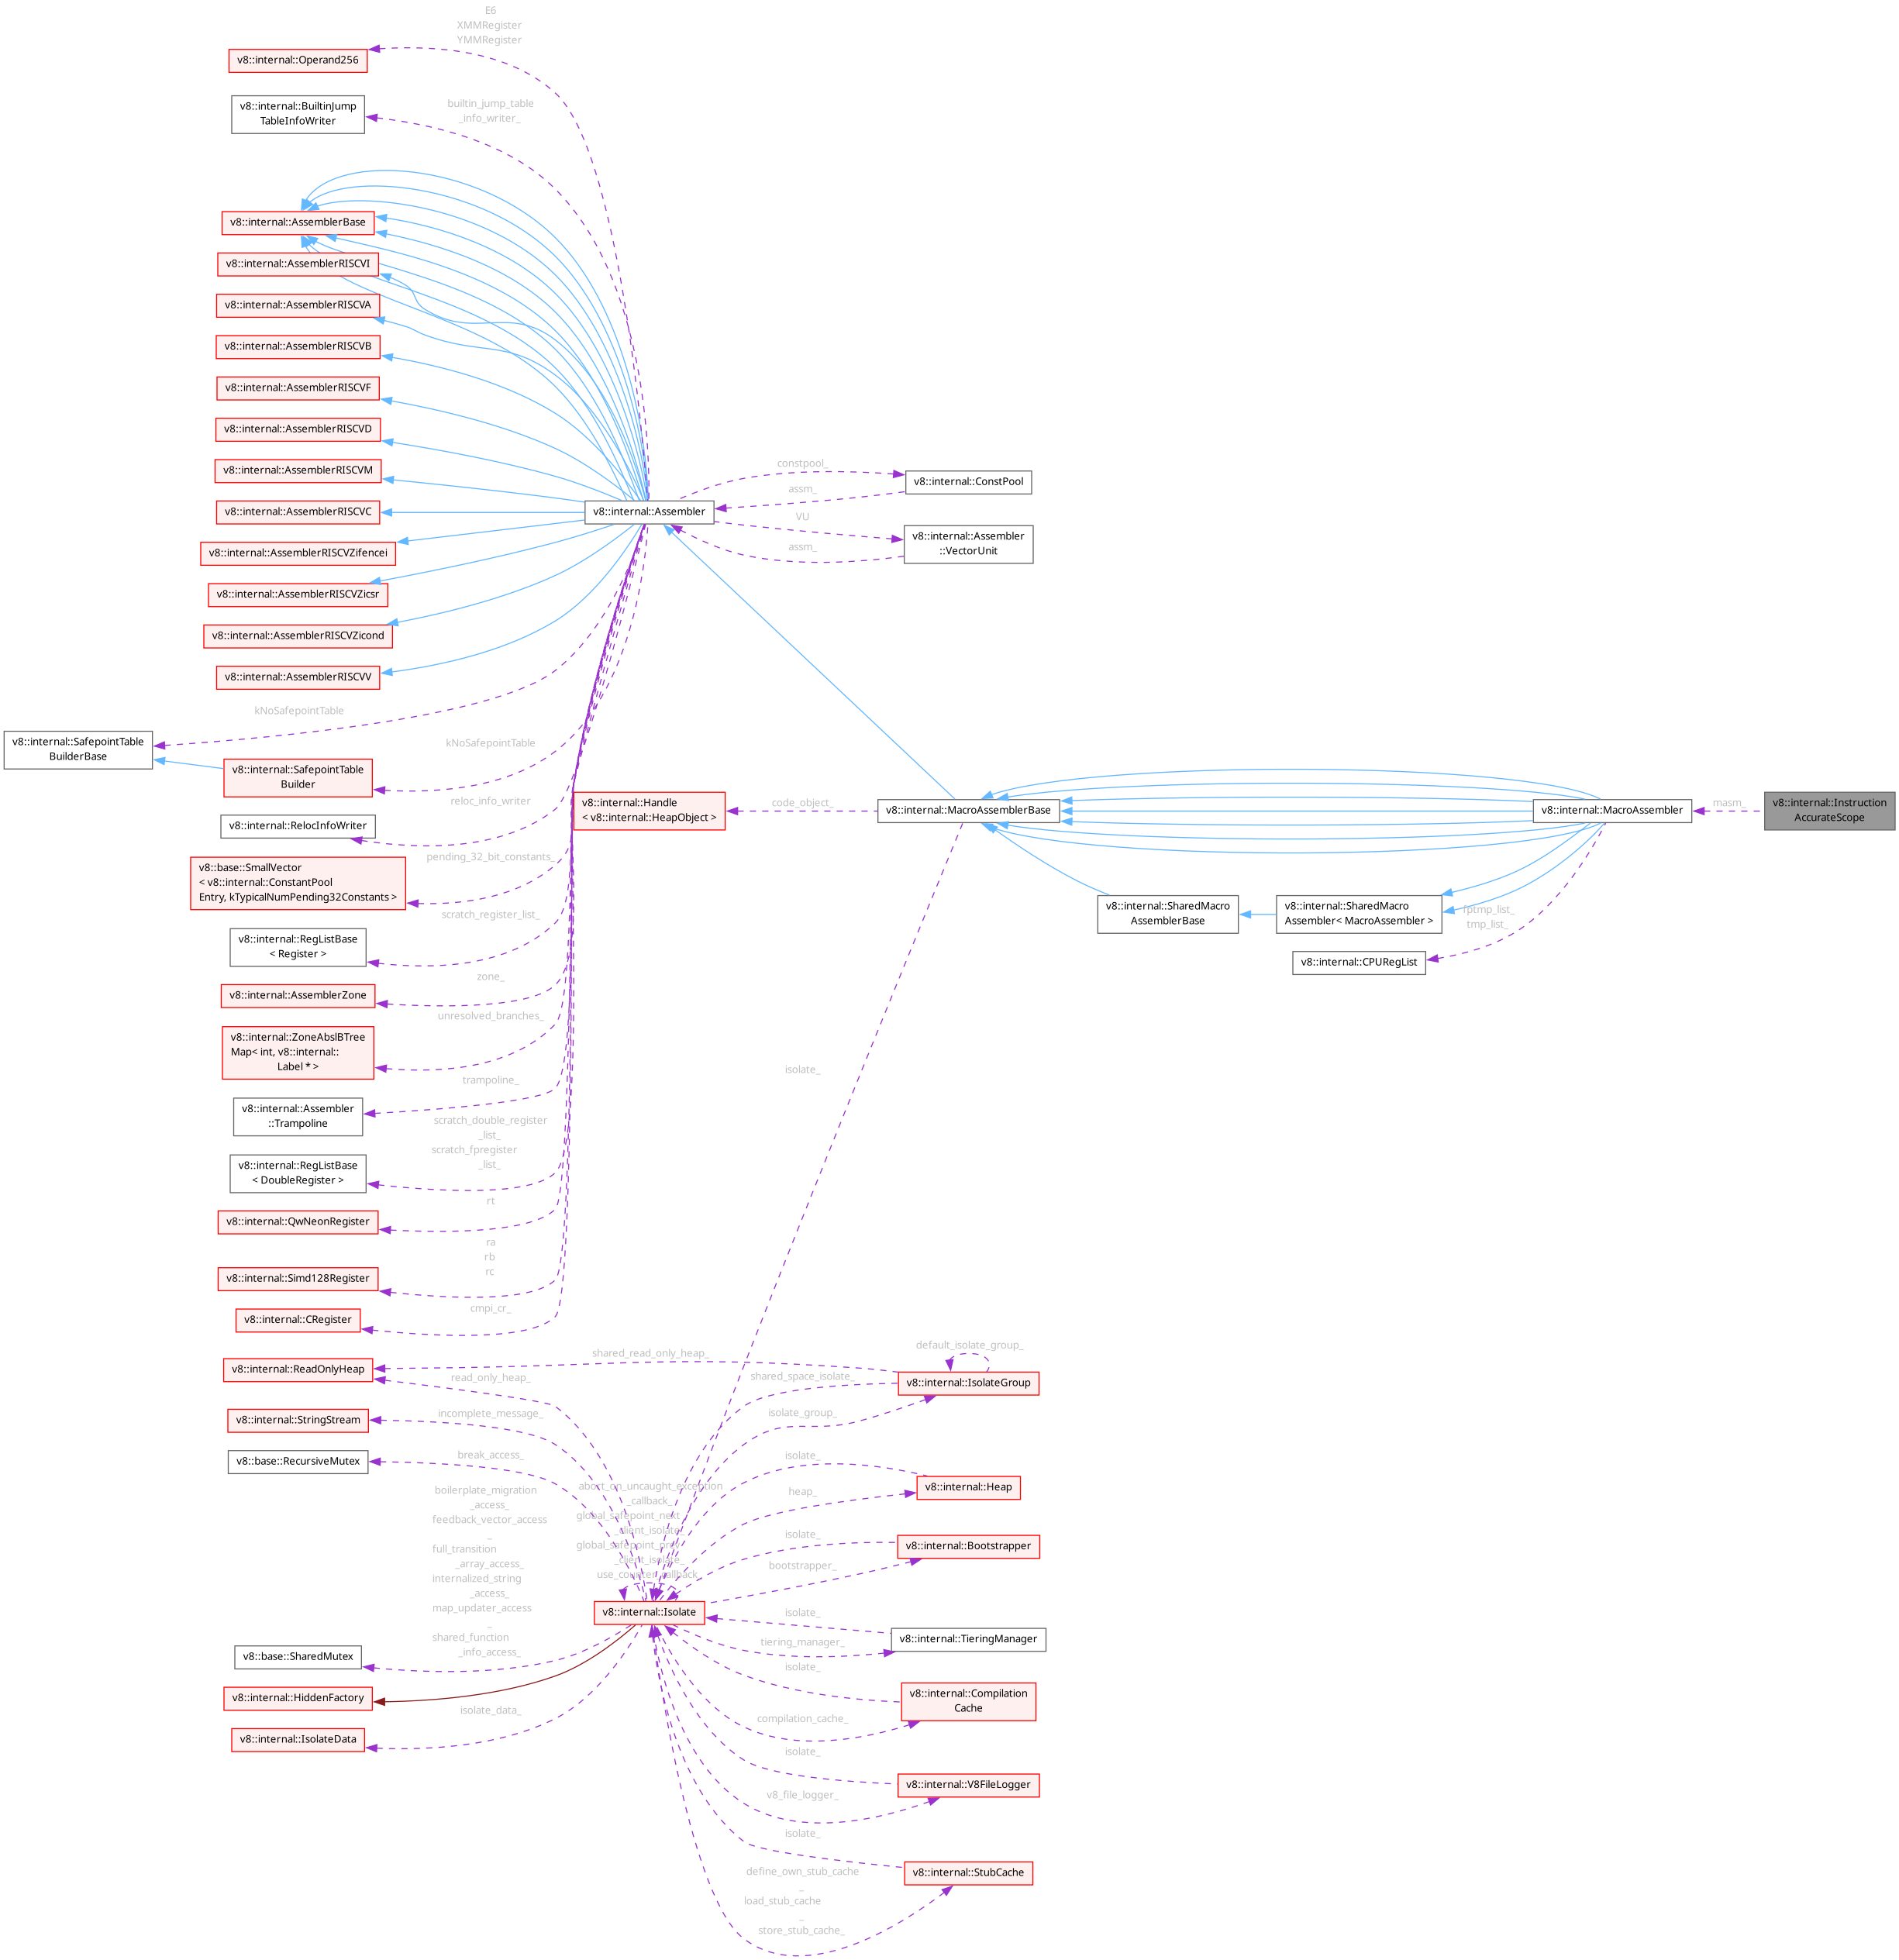 E6
XMMRegister
YMMRegister
v8::internal::Operand256
v8::internal::BuiltinJump
TableInfoWriter
builtin_jump_table
_info_writer_
v8::internal::AssemblerBase
v8::internal::AssemblerRISCVI
v8::internal::AssemblerRISCVA
v8::internal::AssemblerRISCVB
v8::internal::AssemblerRISCVF
v8::internal::AssemblerRISCVD
v8::internal::AssemblerRISCVM
v8::internal::AssemblerRISCVC
v8::internal::AssemblerRISCVZifencei
v8::internal::AssemblerRISCVZicsr
v8::internal::AssemblerRISCVZicond
v8::internal::AssemblerRISCVV
v8::internal::Assembler
constpool_
assm_
v8::internal::ConstPool
VU
assm_
v8::internal::Assembler
::VectorUnit
kNoSafepointTable
v8::internal::SafepointTable
BuilderBase
v8::internal::SafepointTable
Builder
kNoSafepointTable
v8::internal::RelocInfoWriter
reloc_info_writer
v8::base::SmallVector
< v8::internal::ConstantPool
Entry, kTypicalNumPending32Constants >
pending_32_bit_constants_
v8::internal::RegListBase
< Register >
scratch_register_list_
v8::internal::AssemblerZone
zone_
v8::internal::ZoneAbslBTree
Map< int, v8::internal::
Label * >
unresolved_branches_
v8::internal::Assembler
::Trampoline
trampoline_
v8::internal::RegListBase
< DoubleRegister >
scratch_double_register
_list_
scratch_fpregister
_list_
v8::internal::QwNeonRegister
rt
v8::internal::Simd128Register
ra
rb
rc
v8::internal::CRegister
cmpi_cr_
v8::internal::Handle
< v8::internal::HeapObject >
code_object_
v8::internal::MacroAssemblerBase
v8::internal::MacroAssembler
masm_
v8::internal::Instruction
AccurateScope
v8::internal::SharedMacro
AssemblerBase
v8::internal::SharedMacro
Assembler< MacroAssembler >
fptmp_list_
tmp_list_
v8::internal::CPURegList
isolate_
v8::internal::ReadOnlyHeap
shared_read_only_heap_
read_only_heap_
default_isolate_group_
v8::internal::IsolateGroup
shared_space_isolate_
isolate_group_
v8::internal::StringStream
incomplete_message_
v8::base::RecursiveMutex
break_access_
isolate_
heap_
v8::internal::Heap
boilerplate_migration
_access_
feedback_vector_access
_
full_transition
_array_access_
internalized_string
_access_
map_updater_access
_
shared_function
_info_access_
abort_on_uncaught_exception
_callback_
global_safepoint_next
_client_isolate_
global_safepoint_prev
_client_isolate_
use_counter_callback_
isolate_
bootstrapper_
v8::internal::Bootstrapper
v8::internal::Isolate
isolate_
tiering_manager_
v8::internal::TieringManager
v8::base::SharedMutex
v8::internal::HiddenFactory
v8::internal::IsolateData
isolate_data_
isolate_
compilation_cache_
v8::internal::Compilation
Cache
isolate_
v8_file_logger_
v8::internal::V8FileLogger
isolate_
v8::internal::StubCache
define_own_stub_cache
_
load_stub_cache
_
store_stub_cache_